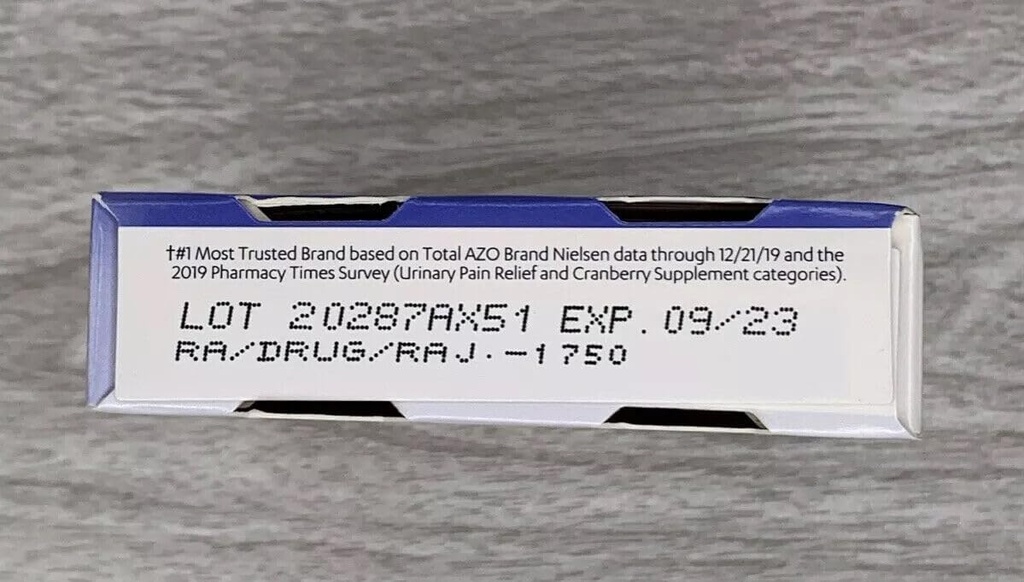 †#1 Most Trusted Brand based on Total AZO Brand Nielsen data through 12/21/19 and the
2019 Pharmacy Times Survey (Urinary Pain Relief and Cranberry Supplement categories).
LOT 20287AX51 EXP. 09/23
RA/DRUG/RAJ.-1750